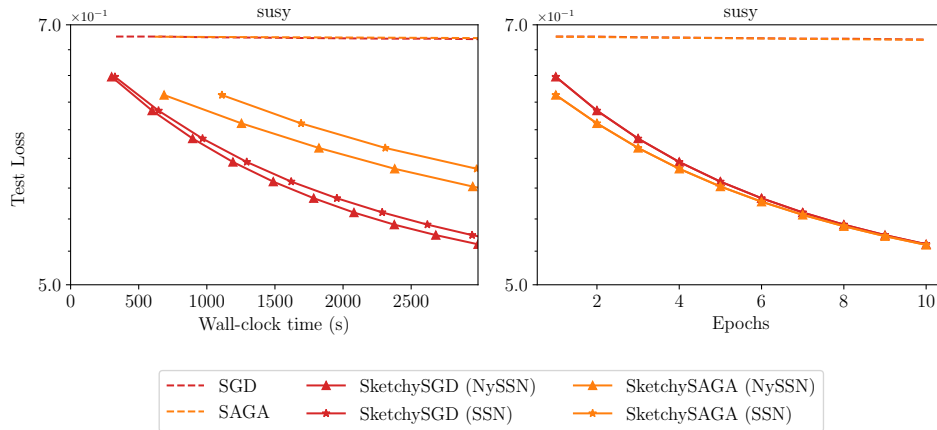 susy
×10⁻¹
7.0
5.0
Test Loss
0 500 1000 1500 2000 2500
Wall-clock time (s)
susy
×10⁻¹
7.0
5.0
2 4 6 8 10
Epochs
SGD
SAGA
SketchySGD (NySSN)
SketchySGD (SSN)
SketchySAGA (NySSN)
SketchySAGA (SSN)